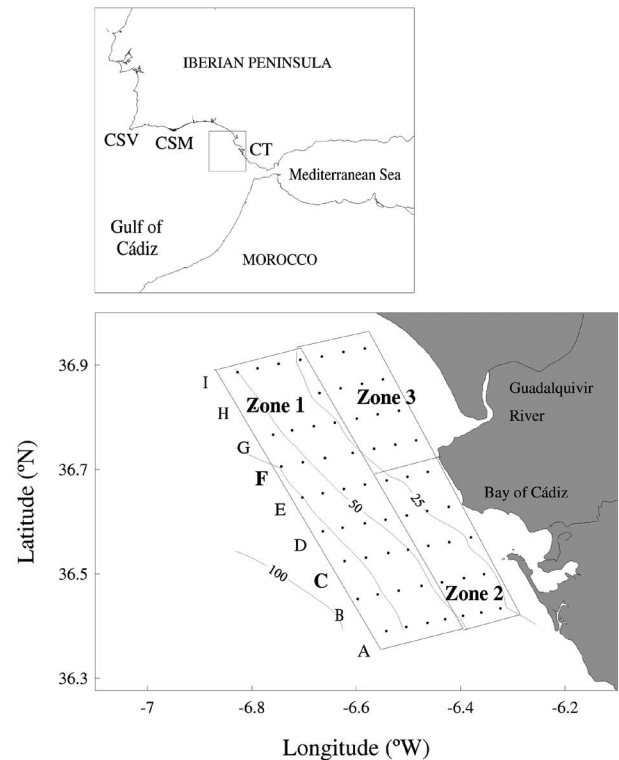 IBERIAN PENINSULA
CSV
CSM
CT
Mediterranean Sea
Gulf of
Cádiz
MOROCCO
36.9
36.7
36.5
36.3
Latitude (ºN)
I
H
G
F
E
D
C
B
A
Zone 1
Zone 3
Zone 2
50
25
100
Guadalquivir
River
Bay of Cádiz
-7
-6.8
-6.6
-6.4
-6.2
Longitude (ºW)